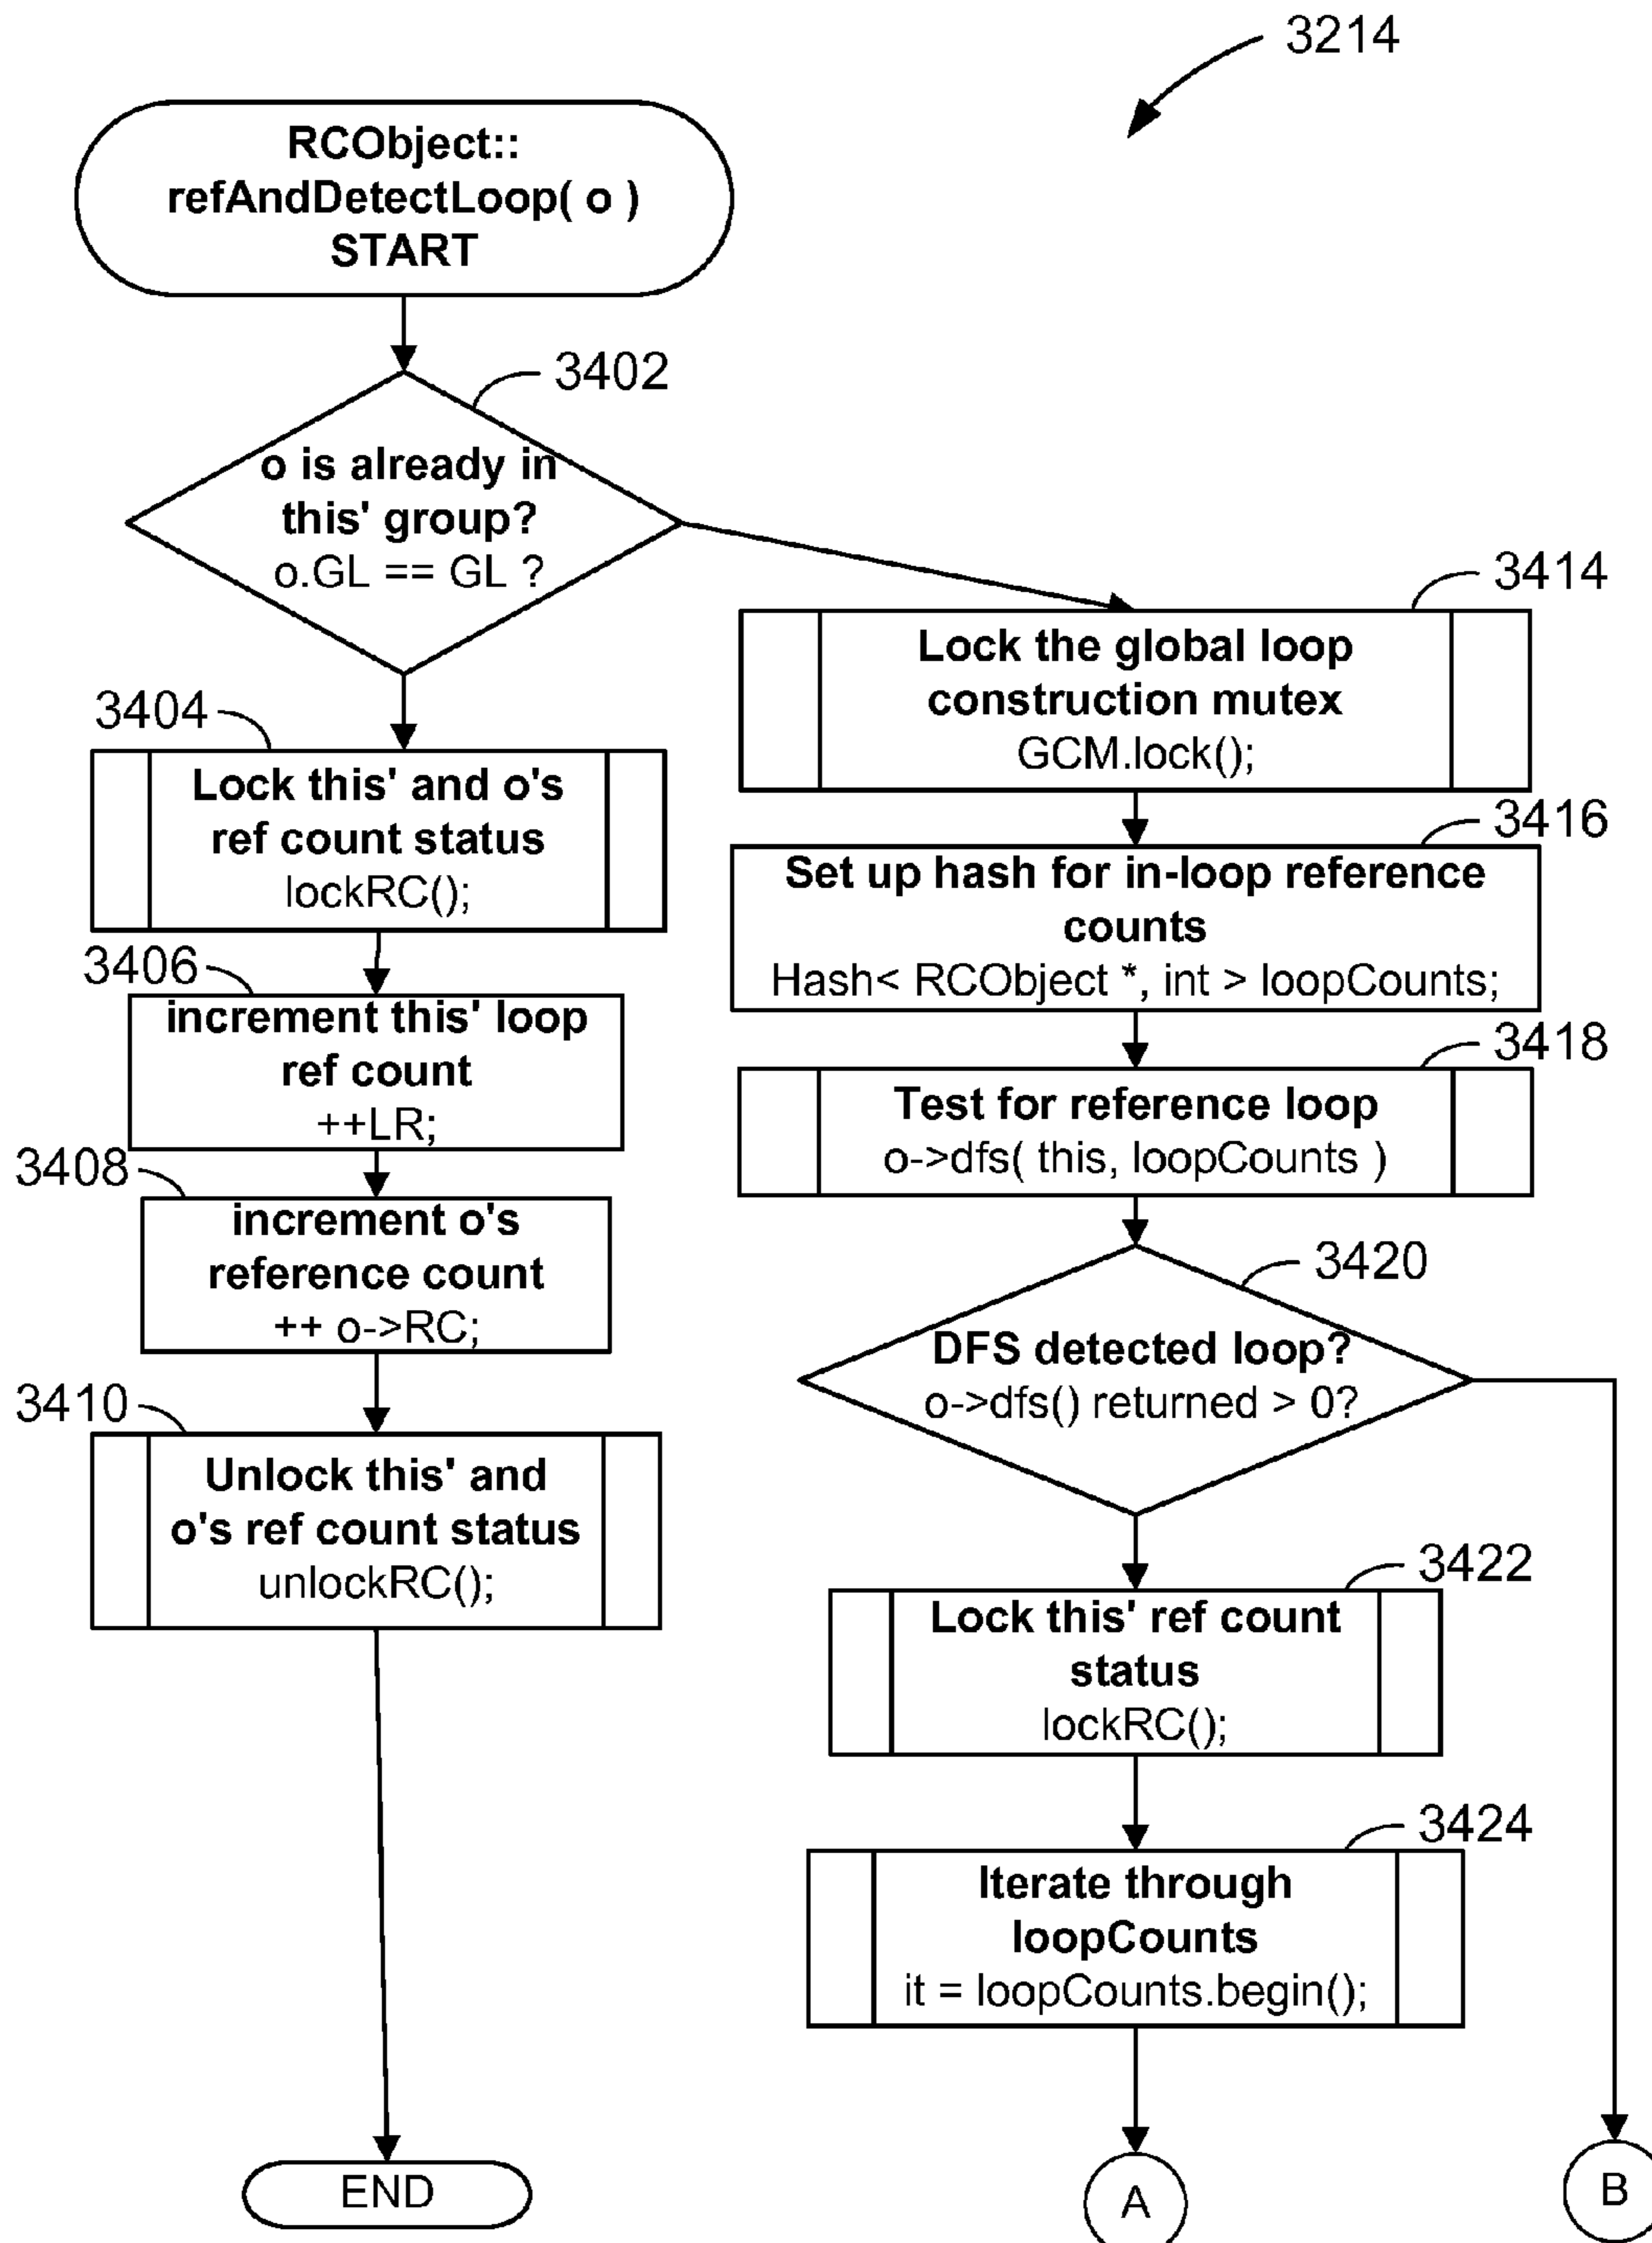 3214
RCObject::
refAndDetectLoop( o )
START
3402
o is already in
this' group?
o.GL == GL ?
3404
Lock this' and o's
ref count status
lockRC();
3406
increment this' loop
ref count
++LR;
3408
increment o's
reference count
++ o->RC;
3410
Unlock this' and
o's ref count status
unlockRC();
END
3414
Lock the global loop
construction mutex
GCM.lock();
3416
Set up hash for in-loop reference
counts
Hash< RCObject *, int > loopCounts;
3418
Test for reference loop
o->dfs( this, loopCounts )
3420
DFS detected loop?
o->dfs() returned > 0?
3422
Lock this' ref count
status
lockRC();
3424
Iterate through
loopCounts
it = loopCounts.begin();
A
B